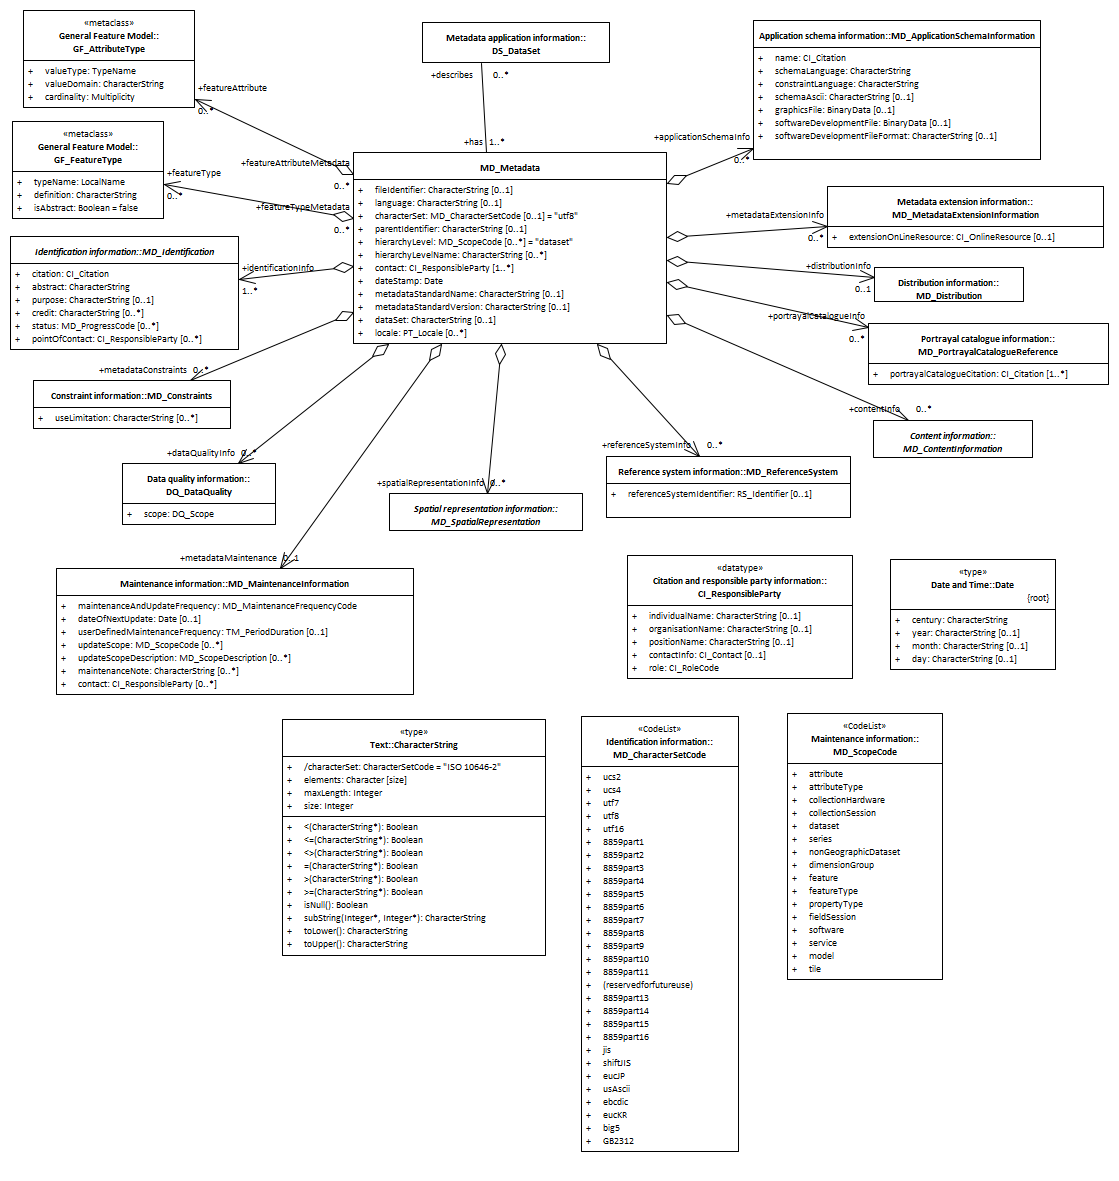 «metaclass»
General Feature Model::
GF_AttributeType
+ valueType: TypeName
+ valueDomain: CharacterString
+ cardinality: Multiplicity
+featureAttribute
0..*
«metaclass»
General Feature Model::
GF_FeatureType
+ typeName: LocalName
+ definition: CharacterString
+ isAbstract: Boolean = false
+featureAttributeMetadata
0..*
+featureType
0..*
+featureTypeMetadata
0..*
Metadata application information::
DS_DataSet
+describes 0..*
+has 1..*
Application schema information::MD_ApplicationSchemaInformation
+ name: CI_Citation
+ schemaLanguage: CharacterString
+ constraintLanguage: CharacterString
+ schemaAscii: CharacterString [0..1]
+ graphicsFile: BinaryData [0..1]
+ softwareDevelopmentFile: BinaryData [0..1]
+ softwareDevelopmentFileFormat: CharacterString [0..1]
+applicationSchemaInfo
0..*
MD_Metadata
+ fileIdentifier: CharacterString [0..1]
+ language: CharacterString [0..1]
+ characterSet: MD_CharacterSetCode [0..1] = "utf8"
+ parentIdentifier: CharacterString [0..1]
+ hierarchyLevel: MD_ScopeCode [0..*] = "dataset"
+ hierarchyLevelName: CharacterString [0..*]
+ contact: CI_ResponsibleParty [1..*]
+ dateStamp: Date
+ metadataStandardName: CharacterString [0..1]
+ metadataStandardVersion: CharacterString [0..1]
+ dataSet: CharacterString [0..1]
+ locale: PT_Locale [0..*]
Metadata extension information::
MD_MetadataExtensionInformation
+ extensionOnLineResource: CI_OnlineResource [0..1]
+metadataExtensionInfo
0..*
Identification information::MD_Identification
+ citation: CI_Citation
+ abstract: CharacterString
+ purpose: CharacterString [0..1]
+ credit: CharacterString [0..*]
+ status: MD_ProgressCode [0..*]
+ pointOfContact: CI_ResponsibleParty [0..*]
+identificationInfo
1..*
+distributionInfo
0..1
Distribution information::
MD_Distribution
+portrayalCatalogueInfo
0..*
Portrayal catalogue information::
MD_PortrayalCatalogueReference
+ portrayalCatalogueCitation: CI_Citation [1..*]
+metadataConstraints 0..*
Constraint information::MD_Constraints
+ useLimitation: CharacterString [0..*]
+contentInfo 0..*
Content information::
MD_ContentInformation
+dataQualityInfo 0..*
Data quality information::
DQ_DataQuality
+ scope: DQ_Scope
+spatialRepresentationInfo 0..*
Spatial representation information::
MD_SpatialRepresentation
+referenceSystemInfo 0..*
Reference system information::MD_ReferenceSystem
+ referenceSystemIdentifier: RS_Identifier [0..1]
+metadataMaintenance 0..1
Maintenance information::MD_MaintenanceInformation
+ maintenanceAndUpdateFrequency: MD_MaintenanceFrequencyCode
+ dateOfNextUpdate: Date [0..1]
+ userDefinedMaintenanceFrequency: TM_PeriodDuration [0..1]
+ updateScope: MD_ScopeCode [0..*]
+ updateScopeDescription: MD_ScopeDescription [0..*]
+ maintenanceNote: CharacterString [0..*]
+ contact: CI_ResponsibleParty [0..*]
«datatype»
Citation and responsible party information::
CI_ResponsibleParty
+ individualName: CharacterString [0..1]
+ organisationName: CharacterString [0..1]
+ positionName: CharacterString [0..1]
+ contactInfo: CI_Contact [0..1]
+ role: CI_RoleCode
«type»
Date and Time::Date
{root}
+ century: CharacterString
+ year: CharacterString [0..1]
+ month: CharacterString [0..1]
+ day: CharacterString [0..1]
«type»
Text::CharacterString
+ /characterSet: CharacterSetCode = "ISO 10646-2"
+ elements: Character [size]
+ maxLength: Integer
+ size: Integer
+ <(CharacterString*): Boolean
+ <=(CharacterString*): Boolean
+ <>(CharacterString*): Boolean
+ =(CharacterString*): Boolean
+ >(CharacterString*): Boolean
+ >=(CharacterString*): Boolean
+ isNull(): Boolean
+ subString(Integer*, Integer*): CharacterString
+ toLower(): CharacterString
+ toUpper(): CharacterString
«CodeList»
Identification information::
MD_CharacterSetCode
+ ucs2
+ ucs4
+ utf7
+ utf8
+ utf16
+ 8859part1
+ 8859part2
+ 8859part3
+ 8859part4
+ 8859part5
+ 8859part6
+ 8859part7
+ 8859part8
+ 8859part9
+ 8859part10
+ 8859part11
+ (reservedforfutureuse)
+ 8859part13
+ 8859part14
+ 8859part15
+ 8859part16
+ jis
+ shiftJIS
+ eucJP
+ usAscii
+ ebcdic
+ eucKR
+ big5
+ GB2312
«CodeList»
Maintenance information::
MD_ScopeCode
+ attribute
+ attributeType
+ collectionHardware
+ collectionSession
+ dataset
+ series
+ nonGeographicDataset
+ dimensionGroup
+ feature
+ featureType
+ propertyType
+ fieldSession
+ software
+ service
+ model
+ tile